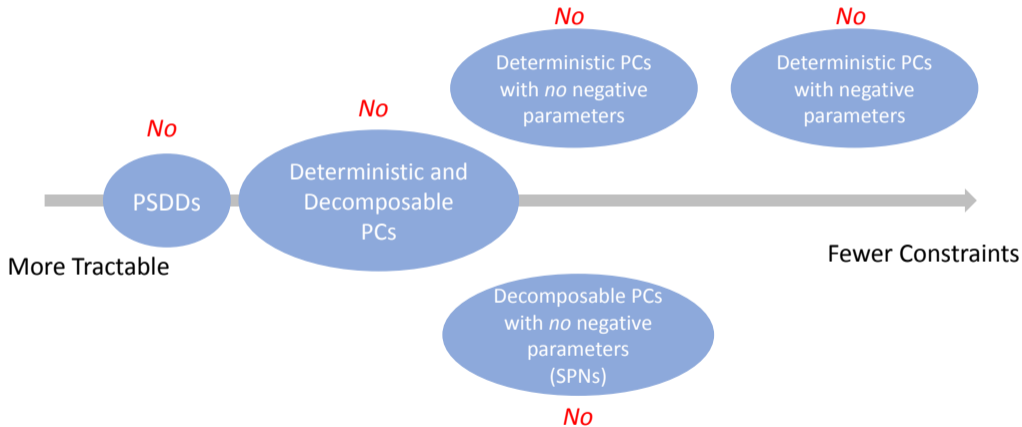 No
Deterministic PCs
with no negative
parameters
No
Deterministic PCs
with negative
parameters
No
PSDDs
No
Deterministic and
Decomposable
PCs
More Tractable
Fewer Constraints
Decomposable PCs
with no negative
parameters
(SPNs)
No